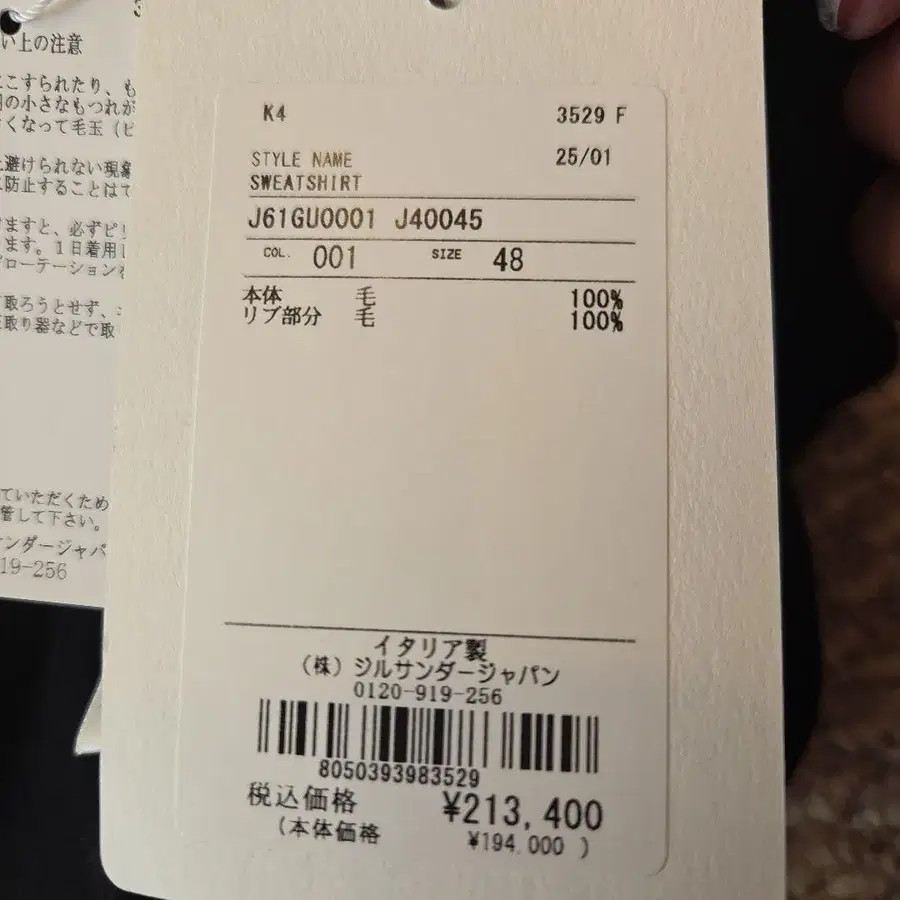 い上の注意
こすられたり、も
の小さなもつれが
くなって毛玉（ピ
避けられない現象
防止することはで
ますと、必ずピリ
ます。1日着用し
ローテーションを
取ろうとせず、
取り器などで取
ていただくため
管して下さい。
ンダージャパ
19-256
K4 3529 F
STYLE NAME 25/01
SWEATSHIRT
J61GU0001 J40045
COL. 001 SIZE 48
本体 毛 100%
リブ部分 毛 100%
イタリア製
（株）ジルサンダージャパン
0120-919-256
8050393983529
税込価格 ¥213,400
（本体価格 ¥194.000 ）